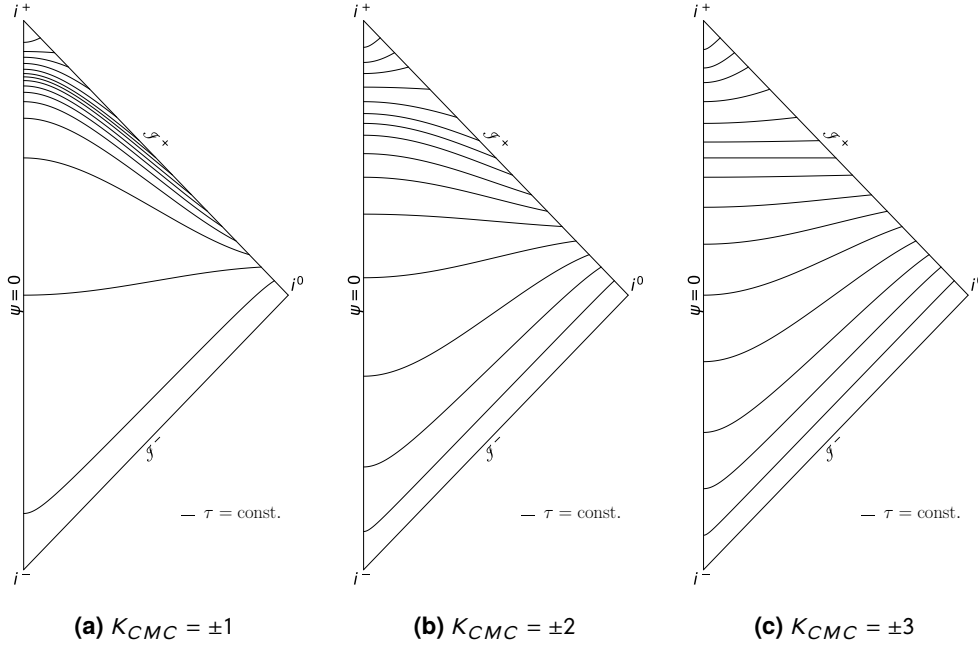 i⁺
ψ = 0
𝒥⁺
i⁰
𝒥⁻
— τ = const.
i⁻
(a) K_CMC = ±1
i⁺
ψ = 0
𝒥⁺
i⁰
𝒥⁻
— τ = const.
i⁻
(b) K_CMC = ±2
i⁺
ψ = 0
𝒥⁺
i⁰
𝒥⁻
— τ = const.
i⁻
(c) K_CMC = ±3